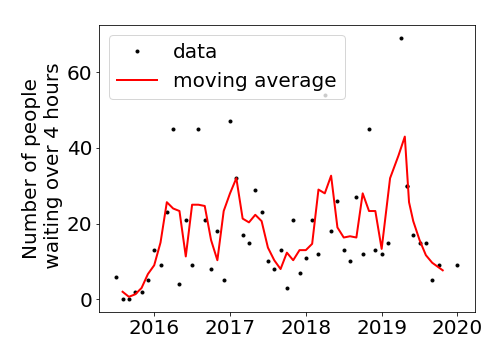 data
moving average
Number of people
waiting over 4 hours
60
40
20
0
2016 2017 2018 2019 2020